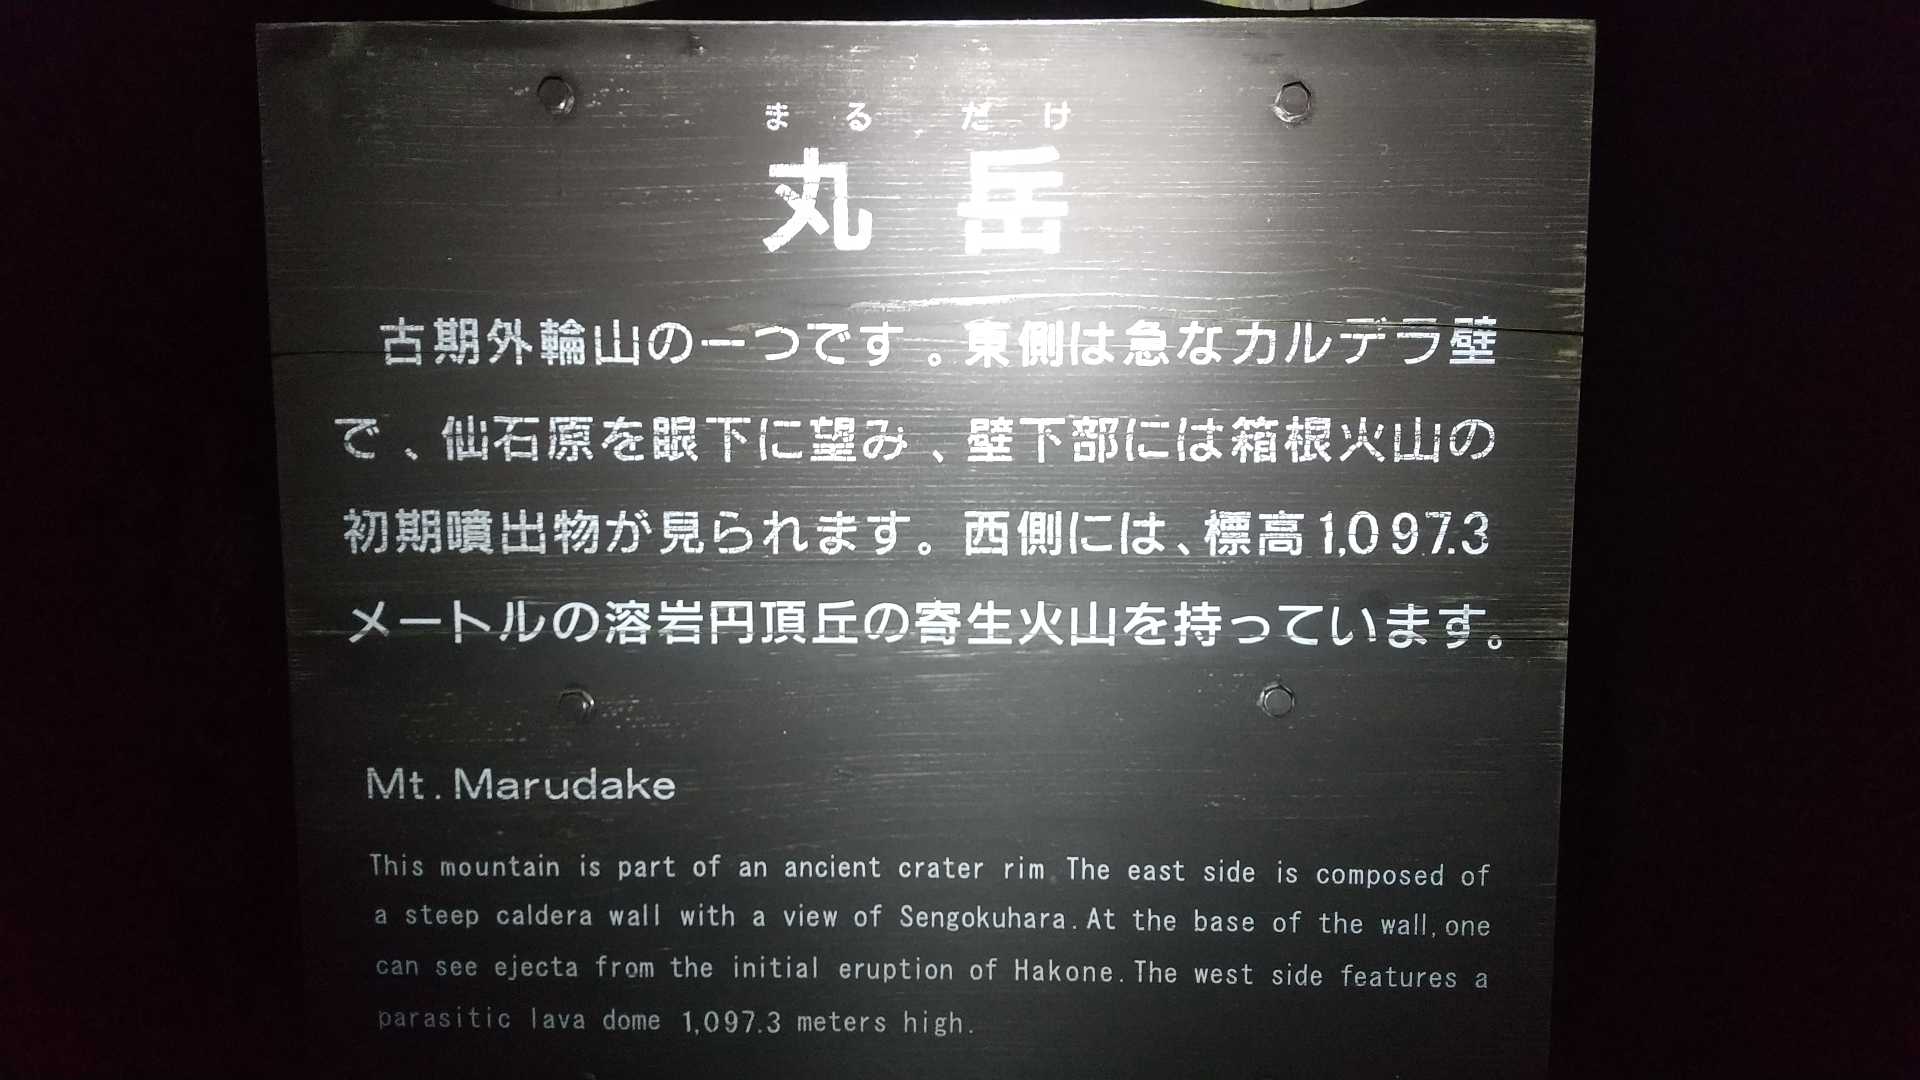 まるだけ
丸岳
古期外輪山の一つです。東側は急なカルデラ壁
で、仙石原を眼下に望み、壁下部には箱根火山の
初期噴出物が見られます。西側には、標高1,097.3
メートルの溶岩円頂丘の寄生火山を持っています。
Mt. Marudake
This mountain is part of an ancient crater rim. The east side is composed of
a steep caldera wall with a view of Sengokuhara. At the base of the wall, one
can see ejecta from the initial eruption of Hakone. The west side features a
parasitic lava dome 1,097.3 meters high.